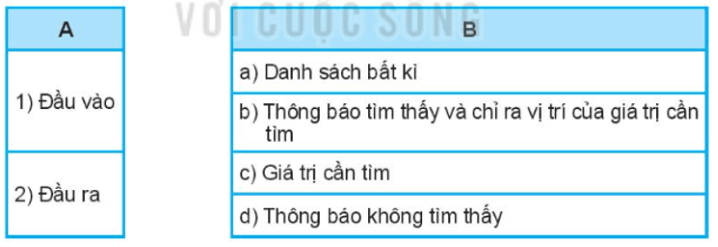 VỚI CUỘC SỐNG
A
1) Đầu vào
2) Đầu ra
B
a) Danh sách bất kì
b) Thông báo tìm thấy và chỉ ra vị trí của giá trị cần
tìm
c) Giá trị cần tìm
d) Thông báo không tìm thấy